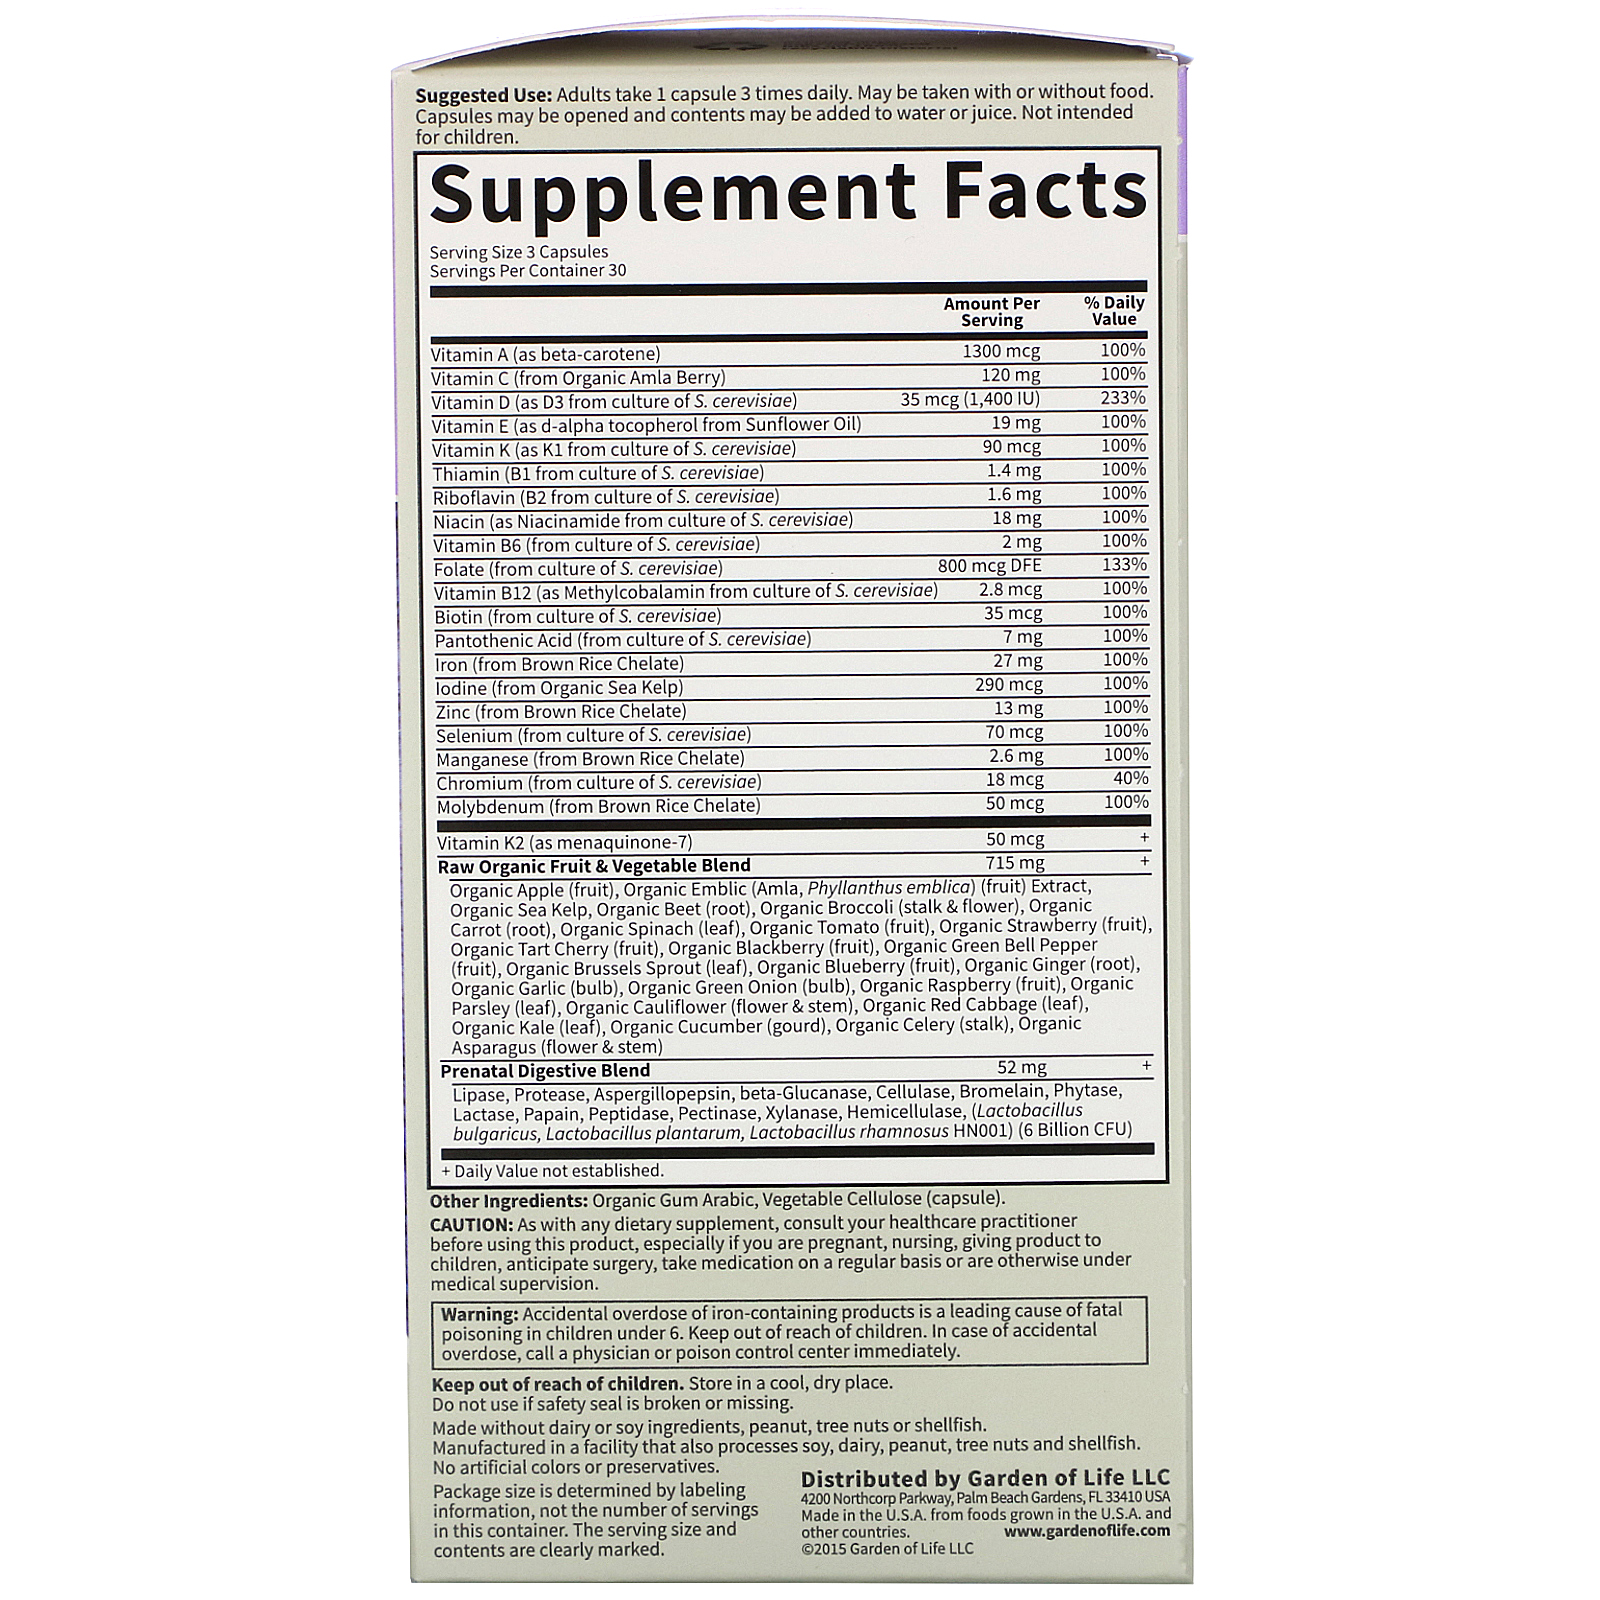 Suggested Use: Adults take 1 capsule 3 times daily. May be taken with or without food.
Capsules may be opened and contents may be added to water or juice. Not intended
for children.
Supplement Facts
Serving Size 3 Capsules
Servings Per Container 30
Amount Per Serving % Daily Value
Vitamin A (as beta-carotene) 1300 mcg 100%
Vitamin C (from Organic Amla Berry) 120 mg 100%
Vitamin D (as D3 from culture of S. cerevisiae) 35 mcg (1,400 IU) 233%
Vitamin E (as d-alpha tocopherol from Sunflower Oil) 19 mg 100%
Vitamin K (as K1 from culture of S. cerevisiae) 90 mcg 100%
Thiamin (B1 from culture of S. cerevisiae) 1.4 mg 100%
Riboflavin (B2 from culture of S. cerevisiae) 1.6 mg 100%
Niacin (as Niacinamide from culture of S. cerevisiae) 18 mg 100%
Vitamin B6 (from culture of S. cerevisiae) 2 mg 100%
Folate (from culture of S. cerevisiae) 800 mcg DFE 133%
Vitamin B12 (as Methylcobalamin from culture of S. cerevisiae) 2.8 mcg 100%
Biotin (from culture of S. cerevisiae) 35 mcg 100%
Pantothenic Acid (from culture of S. cerevisiae) 7 mg 100%
Iron (from Brown Rice Chelate) 27 mg 100%
Iodine (from Organic Sea Kelp) 290 mcg 100%
Zinc (from Brown Rice Chelate) 13 mg 100%
Selenium (from culture of S. cerevisiae) 70 mcg 100%
Manganese (from Brown Rice Chelate) 2.6 mg 100%
Chromium (from culture of S. cerevisiae) 18 mcg 40%
Molybdenum (from Brown Rice Chelate) 50 mcg 100%
Vitamin K2 (as menaquinone-7) 50 mcg +
Raw Organic Fruit & Vegetable Blend 715 mg +
Organic Apple (fruit), Organic Emblic (Amla, Phyllanthus emblica) (fruit) Extract,
Organic Sea Kelp, Organic Beet (root), Organic Broccoli (stalk & flower), Organic
Carrot (root), Organic Spinach (leaf), Organic Tomato (fruit), Organic Strawberry (fruit),
Organic Tart Cherry (fruit), Organic Blackberry (fruit), Organic Green Bell Pepper
(fruit), Organic Brussels Sprout (leaf), Organic Blueberry (fruit), Organic Ginger (root),
Organic Garlic (bulb), Organic Green Onion (bulb), Organic Raspberry (fruit), Organic
Parsley (leaf), Organic Cauliflower (flower & stem), Organic Red Cabbage (leaf),
Organic Kale (leaf), Organic Cucumber (gourd), Organic Celery (stalk), Organic
Asparagus (flower & stem)
Prenatal Digestive Blend 52 mg +
Lipase, Protease, Aspergillopepsin, beta-Glucanase, Cellulase, Bromelain, Phytase,
Lactase, Papain, Peptidase, Pectinase, Xylanase, Hemicellulase, (Lactobacillus
bulgaricus, Lactobacillus plantarum, Lactobacillus rhamnosus HN001) (6 Billion CFU)
+ Daily Value not established.
Other Ingredients: Organic Gum Arabic, Vegetable Cellulose (capsule).
CAUTION: As with any dietary supplement, consult your healthcare practitioner
before using this product, especially if you are pregnant, nursing, giving product to
children, anticipate surgery, take medication on a regular basis or are otherwise under
medical supervision.
Warning: Accidental overdose of iron-containing products is a leading cause of fatal
poisoning in children under 6. Keep out of reach of children. In case of accidental
overdose, call a physician or poison control center immediately.
Keep out of reach of children. Store in a cool, dry place.
Do not use if safety seal is broken or missing.
Made without dairy or soy ingredients, peanut, tree nuts or shellfish.
Manufactured in a facility that also processes soy, dairy, peanut, tree nuts and shellfish.
No artificial colors or preservatives.
Package size is determined by labeling
information, not the number of servings
in this container. The serving size and
contents are clearly marked.
Distributed by Garden of Life LLC
4200 Northcorp Parkway, Palm Beach Gardens, FL 33410 USA
Made in the U.S.A. from foods grown in the U.S.A. and
other countries. www.gardenoflife.com
©2015 Garden of Life LLC